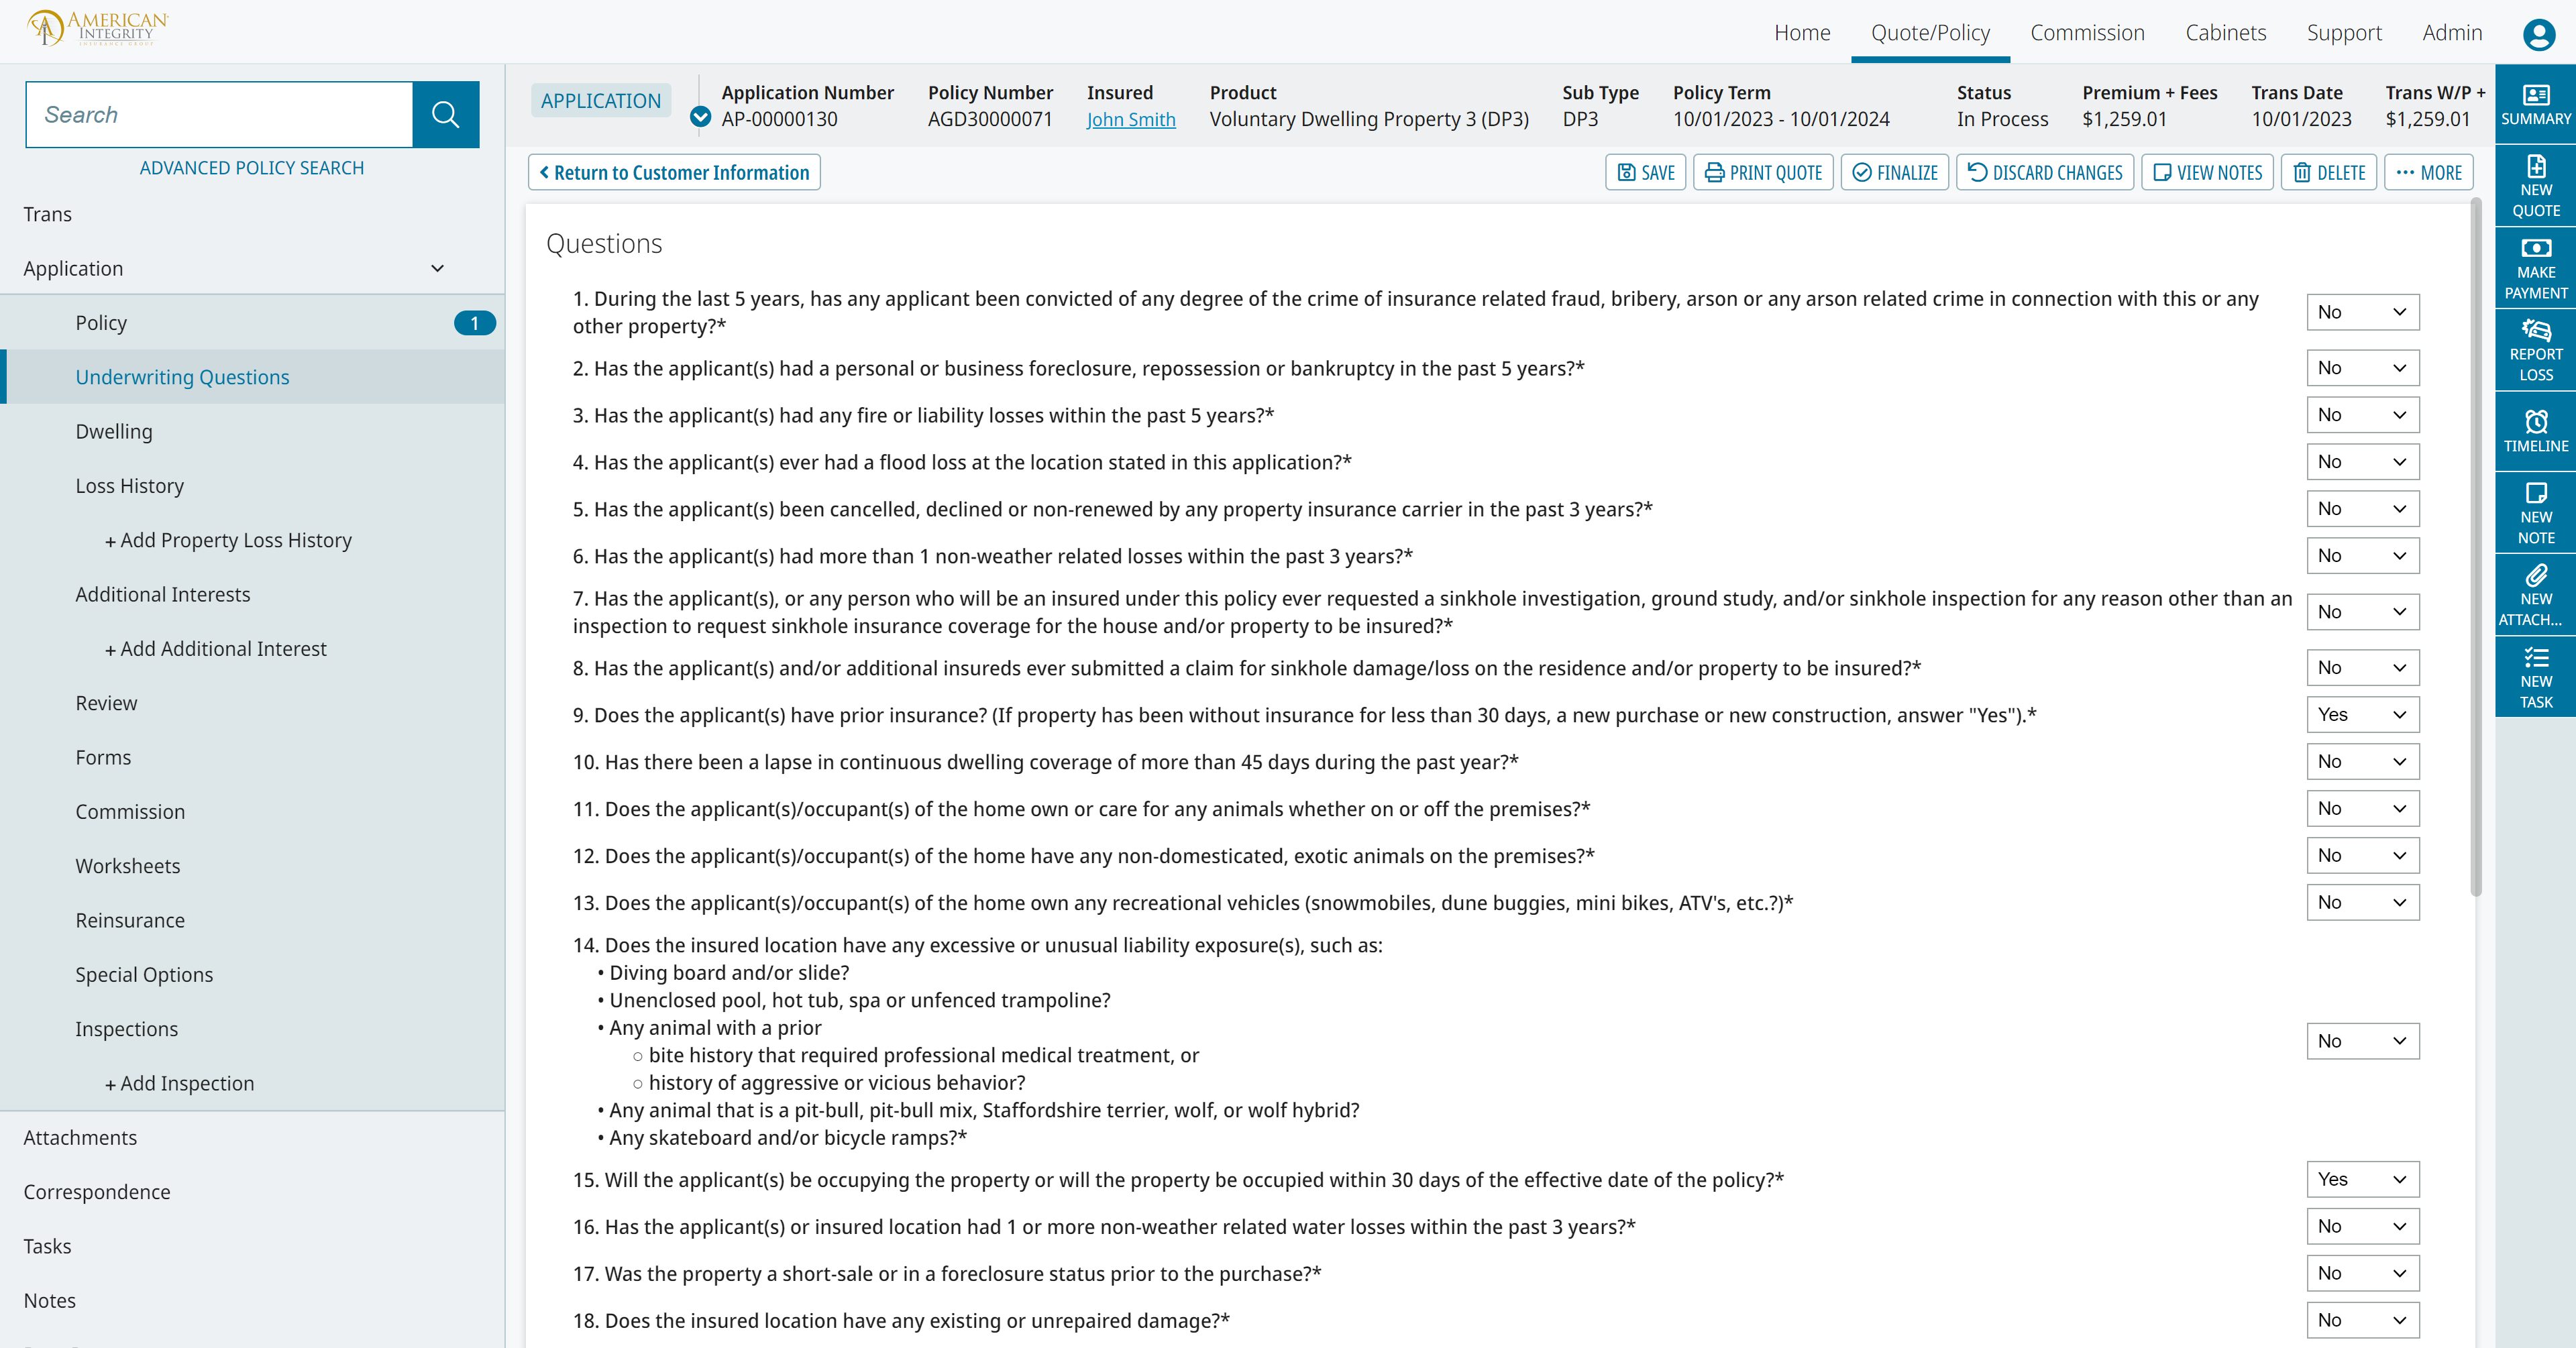 AMERICAN
INTEGRITY
INSURANCE GROUP
Home
Quote/Policy
Commission
Cabinets
Support
Admin
Search
ADVANCED POLICY SEARCH
Trans
Application
Policy
1
Underwriting Questions
Dwelling
Loss History
+ Add Property Loss History
Additional Interests
+ Add Additional Interest
Review
Forms
Commission
Worksheets
Reinsurance
Special Options
Inspections
+ Add Inspection
Attachments
Correspondence
Tasks
Notes
APPLICATION
Application Number
AP-00000130
Policy Number
AGD30000071
Insured
John Smith
Product
Voluntary Dwelling Property 3 (DP3)
Sub Type
DP3
Policy Term
10/01/2023 - 10/01/2024
Status
In Process
Premium + Fees
$1,259.01
Trans Date
10/01/2023
Trans W/P +
$1,259.01
Return to Customer Information
SAVE
PRINT QUOTE
FINALIZE
DISCARD CHANGES
VIEW NOTES
DELETE
MORE
Questions
1. During the last 5 years, has any applicant been convicted of any degree of the crime of insurance related fraud, bribery, arson or any arson related crime in connection with this or any
other property?*
No
2. Has the applicant(s) had a personal or business foreclosure, repossession or bankruptcy in the past 5 years?*
No
3. Has the applicant(s) had any fire or liability losses within the past 5 years?*
No
4. Has the applicant(s) ever had a flood loss at the location stated in this application?*
No
5. Has the applicant(s) been cancelled, declined or non-renewed by any property insurance carrier in the past 3 years?*
No
6. Has the applicant(s) had more than 1 non-weather related losses within the past 3 years?*
No
7. Has the applicant(s), or any person who will be an insured under this policy ever requested a sinkhole investigation, ground study, and/or sinkhole inspection for any reason other than an
inspection to request sinkhole insurance coverage for the house and/or property to be insured?*
No
8. Has the applicant(s) and/or additional insureds ever submitted a claim for sinkhole damage/loss on the residence and/or property to be insured?*
No
9. Does the applicant(s) have prior insurance? (If property has been without insurance for less than 30 days, a new purchase or new construction, answer "Yes").*
Yes
10. Has there been a lapse in continuous dwelling coverage of more than 45 days during the past year?*
No
11. Does the applicant(s)/occupant(s) of the home own or care for any animals whether on or off the premises?*
No
12. Does the applicant(s)/occupant(s) of the home have any non-domesticated, exotic animals on the premises?*
No
13. Does the applicant(s)/occupant(s) of the home own any recreational vehicles (snowmobiles, dune buggies, mini bikes, ATV's, etc.?)*
No
14. Does the insured location have any excessive or unusual liability exposure(s), such as:
• Diving board and/or slide?
• Unenclosed pool, hot tub, spa or unfenced trampoline?
• Any animal with a prior
○ bite history that required professional medical treatment, or
○ history of aggressive or vicious behavior?
• Any animal that is a pit-bull, pit-bull mix, Staffordshire terrier, wolf, or wolf hybrid?
• Any skateboard and/or bicycle ramps?*
No
15. Will the applicant(s) be occupying the property or will the property be occupied within 30 days of the effective date of the policy?*
Yes
16. Has the applicant(s) or insured location had 1 or more non-weather related water losses within the past 3 years?*
No
17. Was the property a short-sale or in a foreclosure status prior to the purchase?*
No
18. Does the insured location have any existing or unrepaired damage?*
No
SUMMARY
NEW
QUOTE
MAKE
PAYMENT
REPORT
LOSS
TIMELINE
NEW
NOTE
NEW
ATTACH...
NEW
TASK